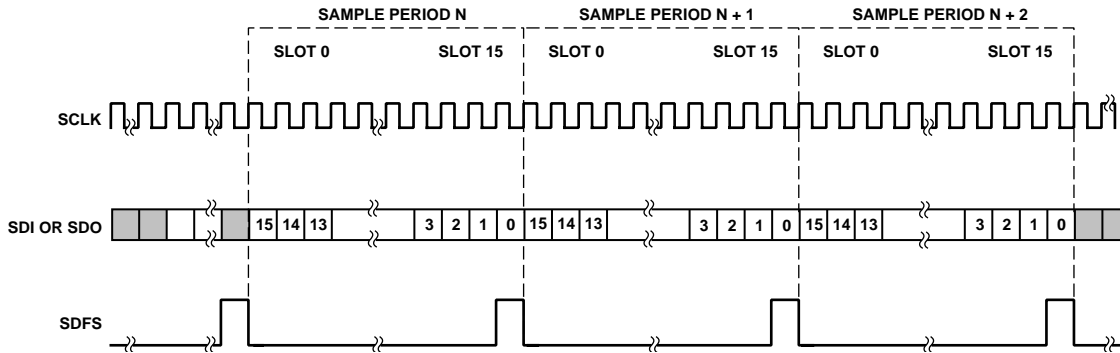 SAMPLE PERIOD N SAMPLE PERIOD N + 1 SAMPLE PERIOD N + 2
SLOT 0 SLOT 15 SLOT 0 SLOT 15 SLOT 0 SLOT 15
SCLK
SDI OR SDO 15 14 13 3 2 1 0 15 14 13 3 2 1 0 15 14 13 3 2 1 0
SDFS